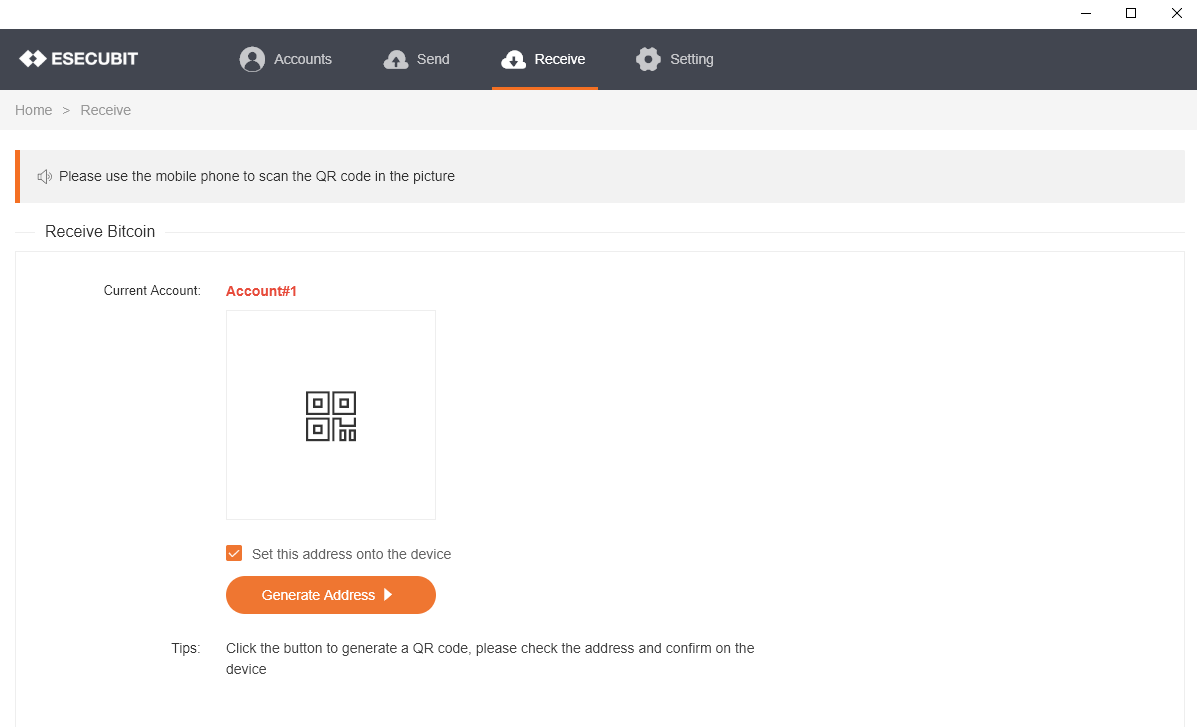 ESECUBIT Accounts Send Receive Setting
Home > Receive
Please use the mobile phone to scan the QR code in the picture
Receive Bitcoin
Current Account: Account#1
Set this address onto the device
Generate Address
Tips: Click the button to generate a QR code, please check the address and confirm on the
device